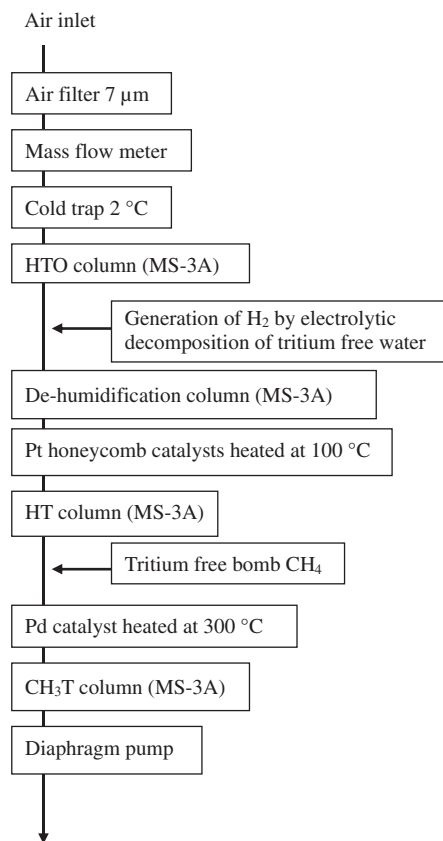 Air inlet
Air filter 7 µm
Mass flow meter
Cold trap 2 °C
HTO column (MS-3A)
Generation of H₂ by electrolytic
decomposition of tritium free water
De-humidification column (MS-3A)
Pt honeycomb catalysts heated at 100 °C
HT column (MS-3A)
Tritium free bomb CH₄
Pd catalyst heated at 300 °C
CH₃T column (MS-3A)
Diaphragm pump